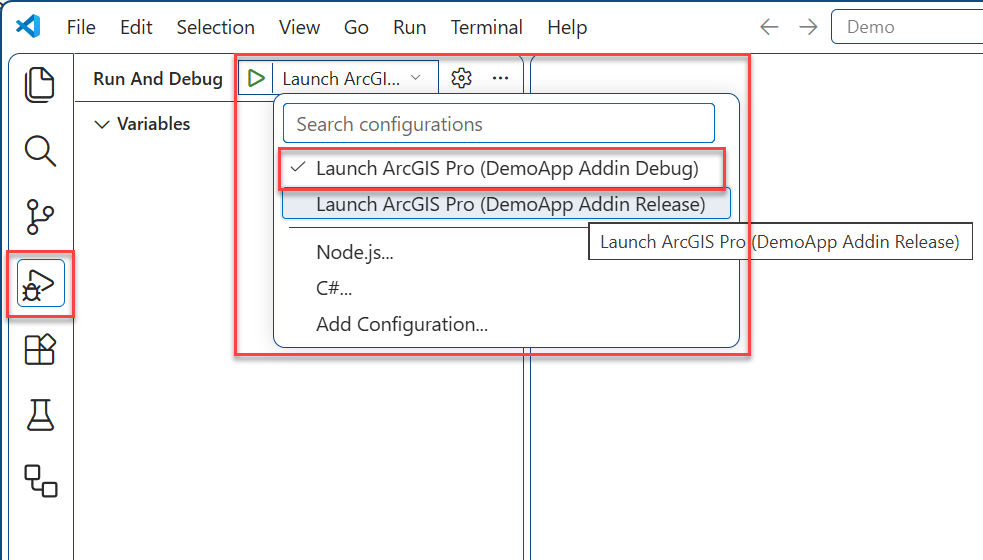 File Edit Selection View Go Run Terminal Help Demo
Run And Debug Launch ArcGI...
Variables
Search configurations
Launch ArcGIS Pro (DemoApp Addin Debug)
Launch ArcGIS Pro (DemoApp Addin Release)
Launch ArcGIS Pro (DemoApp Addin Release)
Node.js...
C#...
Add Configuration...